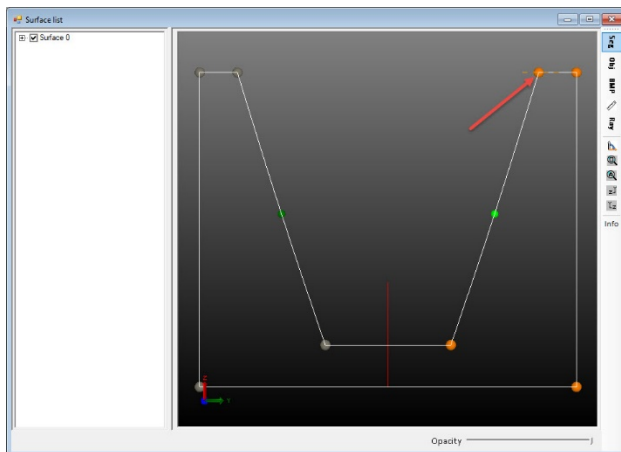 Surface list
Surface 0
Seg
Obj
BMP
Ray
Info
Z
Y
Opacity